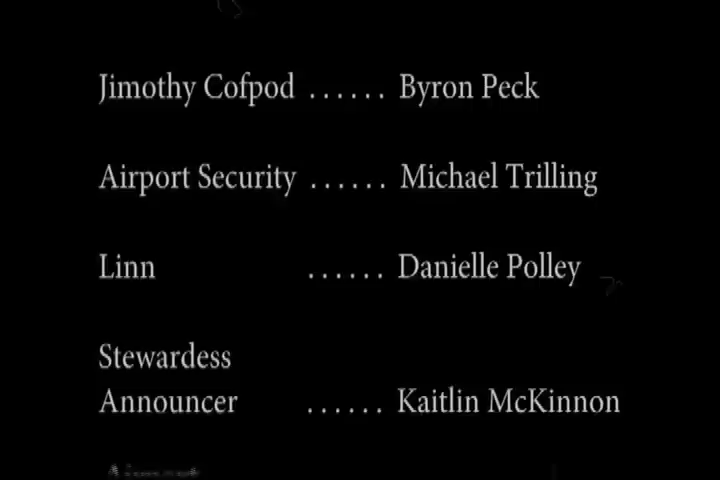 Jimothy Cofpod ...... Byron Peck
Airport Security ...... Michael Trilling
Linn ...... Danielle Polley
Stewardess
Announcer ...... Kaitlin McKinnon